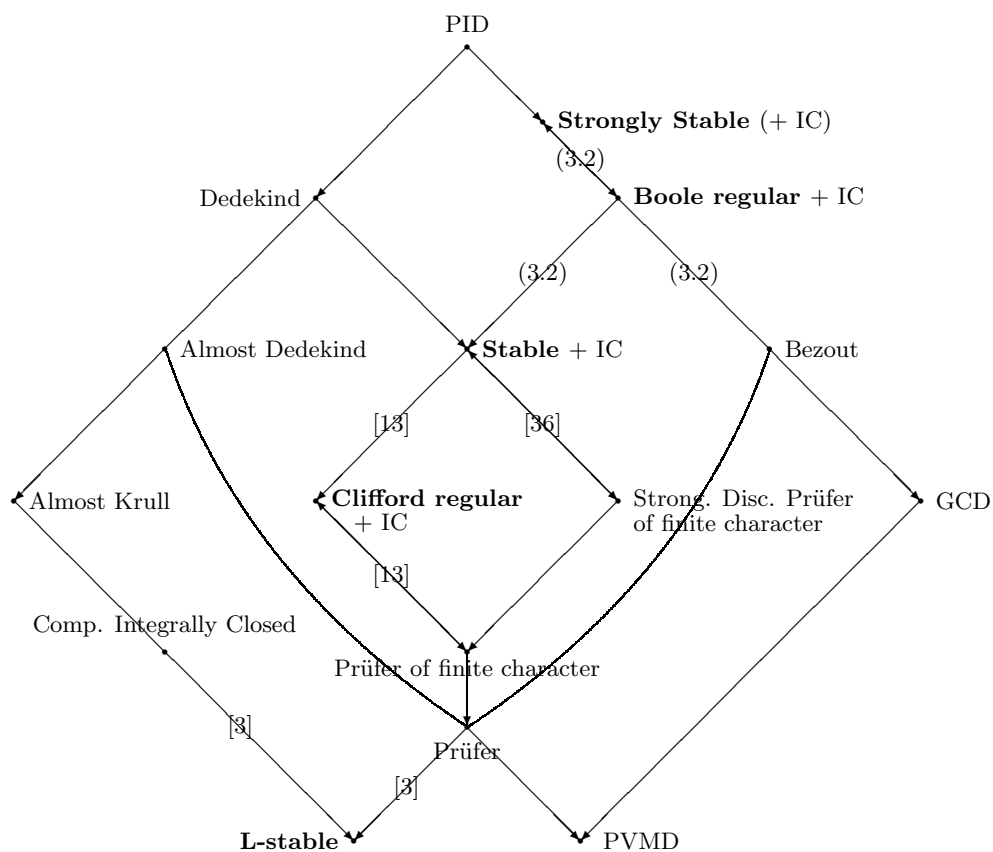 PID
Strongly Stable (+ IC)
(3.2)
Dedekind
Boole regular + IC
(3.2)
(3.2)
Almost Dedekind
Stable + IC
Bezout
[13]
[36]
Almost Krull
Clifford regular
+ IC
Strong. Disc. Prüfer
of finite character
GCD
[13]
Comp. Integrally Closed
Prüfer of finite character
[3]
Prüfer
[3]
L-stable
PVMD